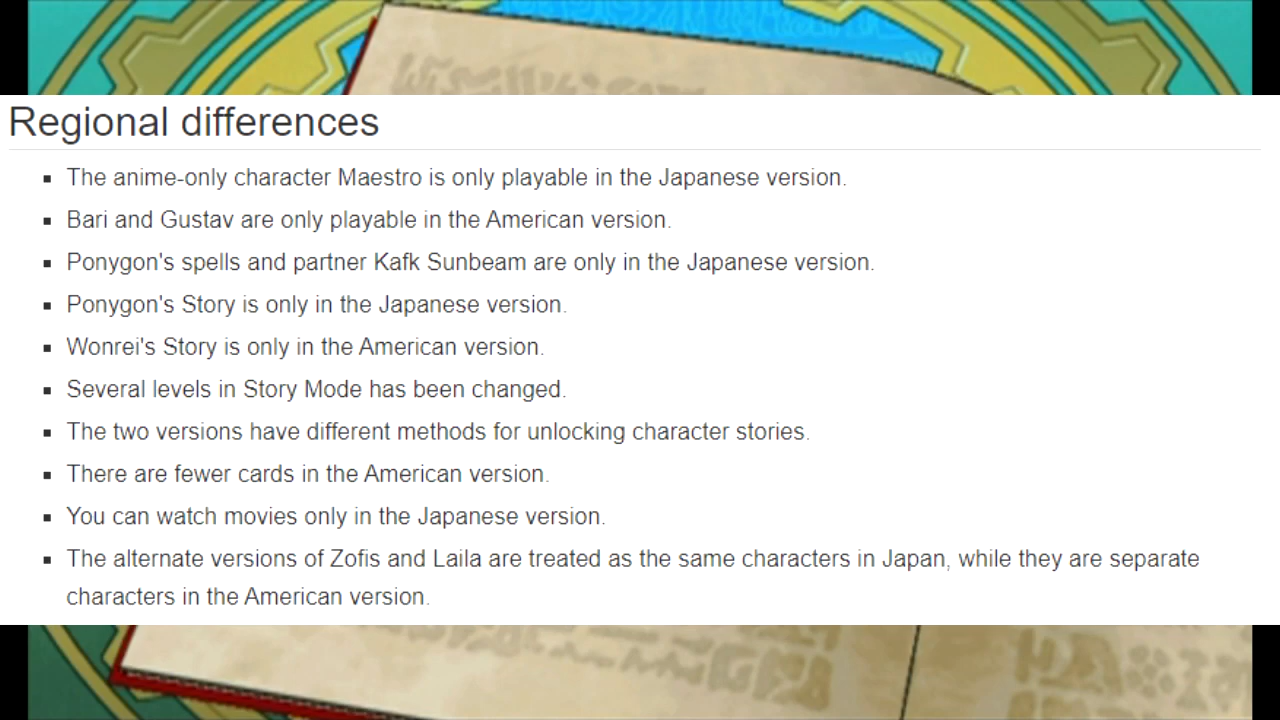 Regional differences
The anime-only character Maestro is only playable in the Japanese version.
Bari and Gustav are only playable in the American version.
Ponygon's spells and partner Kafk Sunbeam are only in the Japanese version.
Ponygon's Story is only in the Japanese version.
Wonrei's Story is only in the American version.
Several levels in Story Mode has been changed.
The two versions have different methods for unlocking character stories.
There are fewer cards in the American version.
You can watch movies only in the Japanese version.
The alternate versions of Zofis and Laila are treated as the same characters in Japan, while they are separate
characters in the American version.